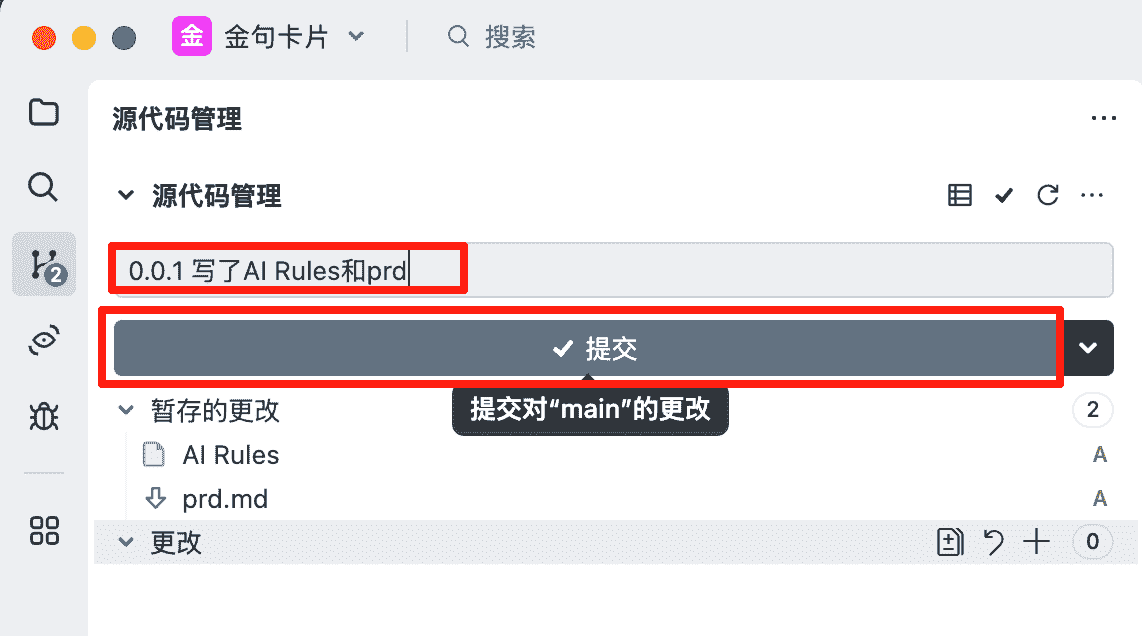 金 金句卡片 搜索
源代码管理
源代码管理
0.0.1 写了AI Rules和prd
提交
提交对“main”的更改
暂存的更改 2
AI Rules A
prd.md A
更改 0
2